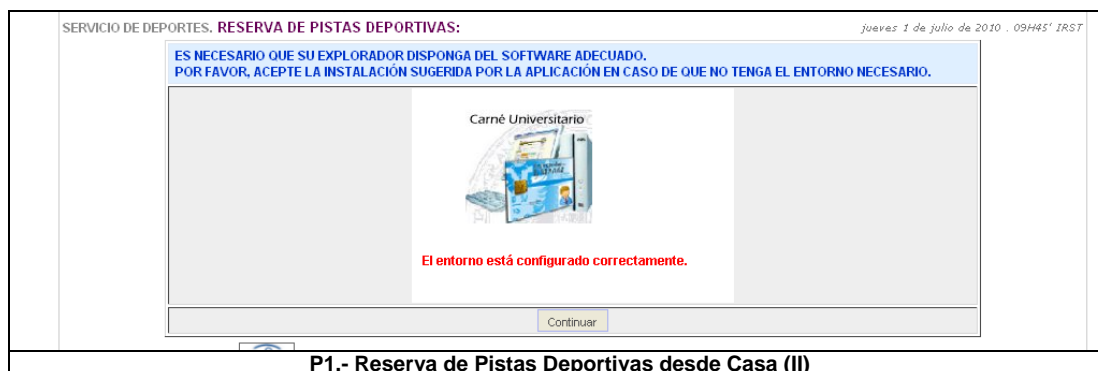 SERVICIO DE DEPORTES. RESERVA DE PISTAS DEPORTIVAS:
jueves 1 de julio de 2010 . 09H45' IRST
ES NECESARIO QUE SU EXPLORADOR DISPONGA DEL SOFTWARE ADECUADO.
POR FAVOR, ACEPTE LA INSTALACIÓN SUGERIDA POR LA APLICACIÓN EN CASO DE QUE NO TENGA EL ENTORNO NECESARIO.
Carné Universitario
El entorno está configurado correctamente.
Continuar
P1.- Reserva de Pistas Deportivas desde Casa (II)